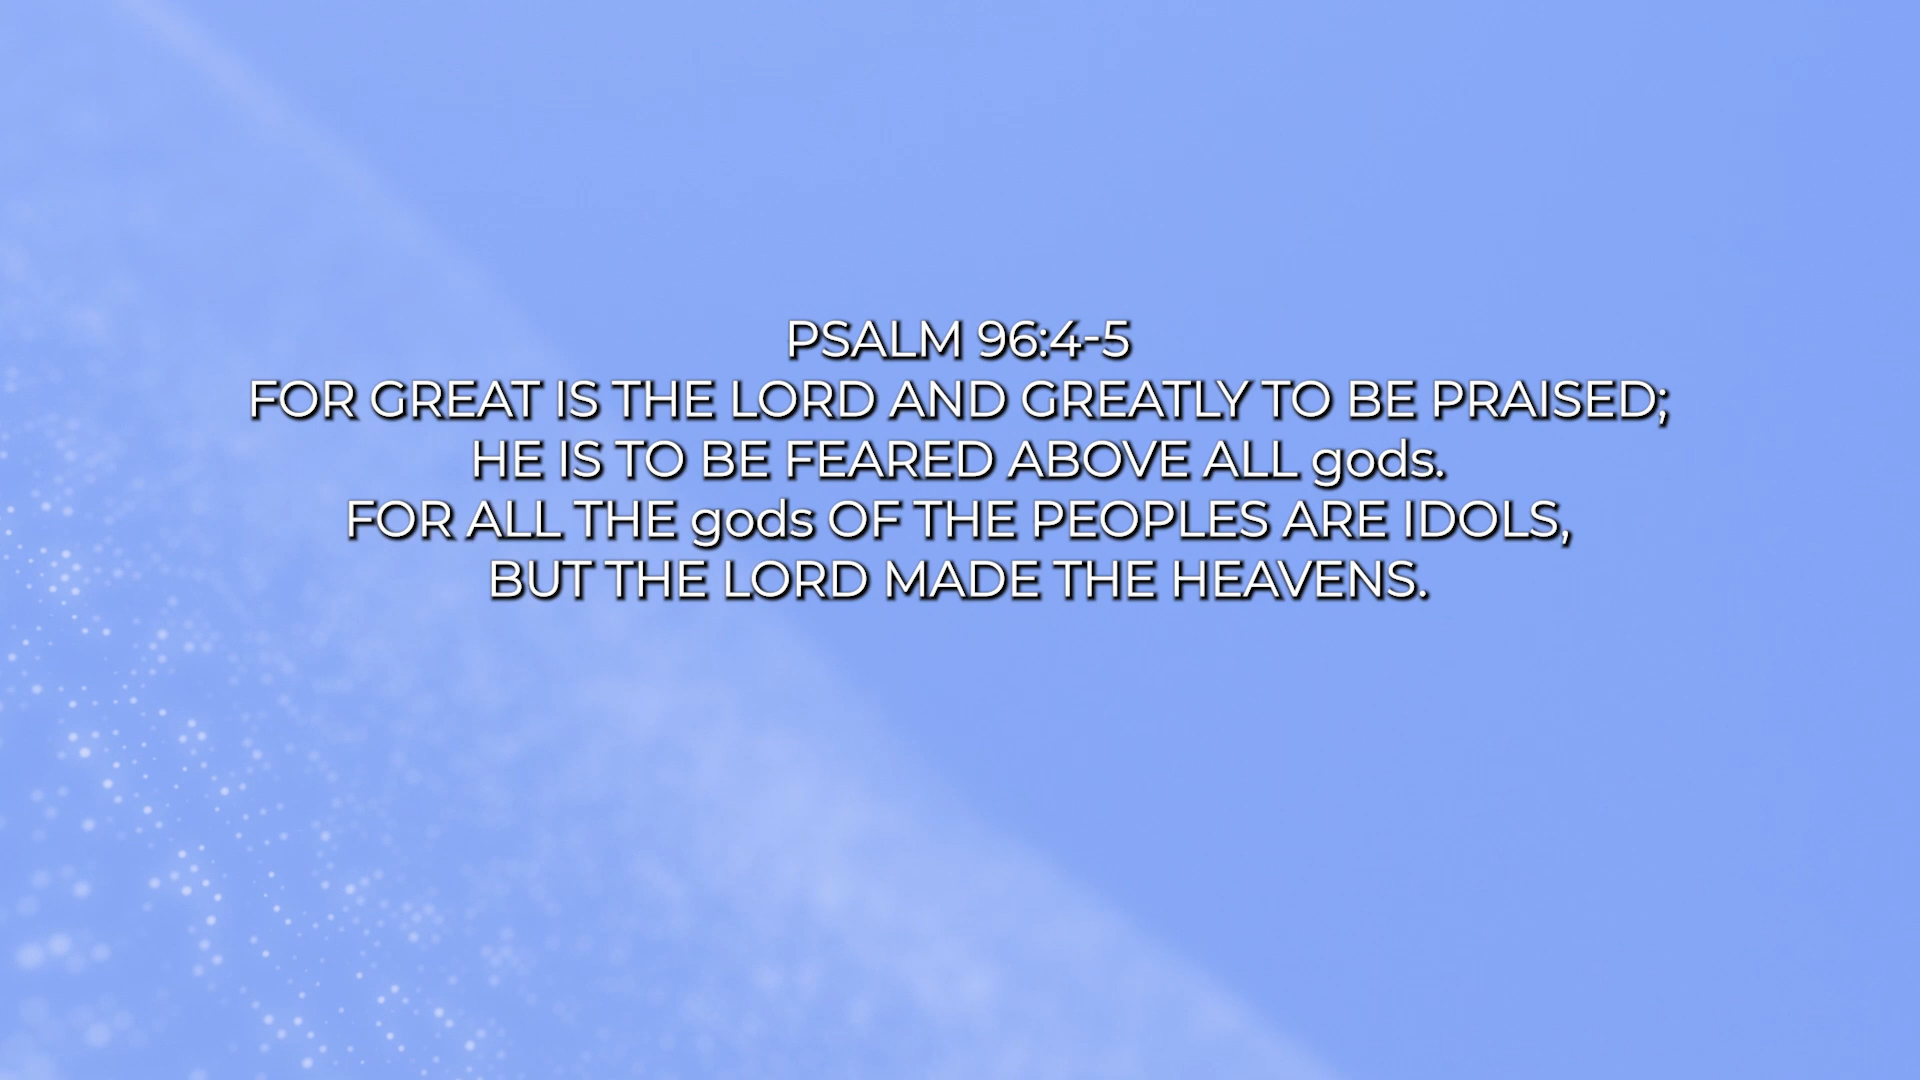 PSALM 96:4-5
FOR GREAT IS THE LORD AND GREATLY TO BE PRAISED;
HE IS TO BE FEARED ABOVE ALL gods.
FOR ALL THE gods OF THE PEOPLES ARE IDOLS,
BUT THE LORD MADE THE HEAVENS.